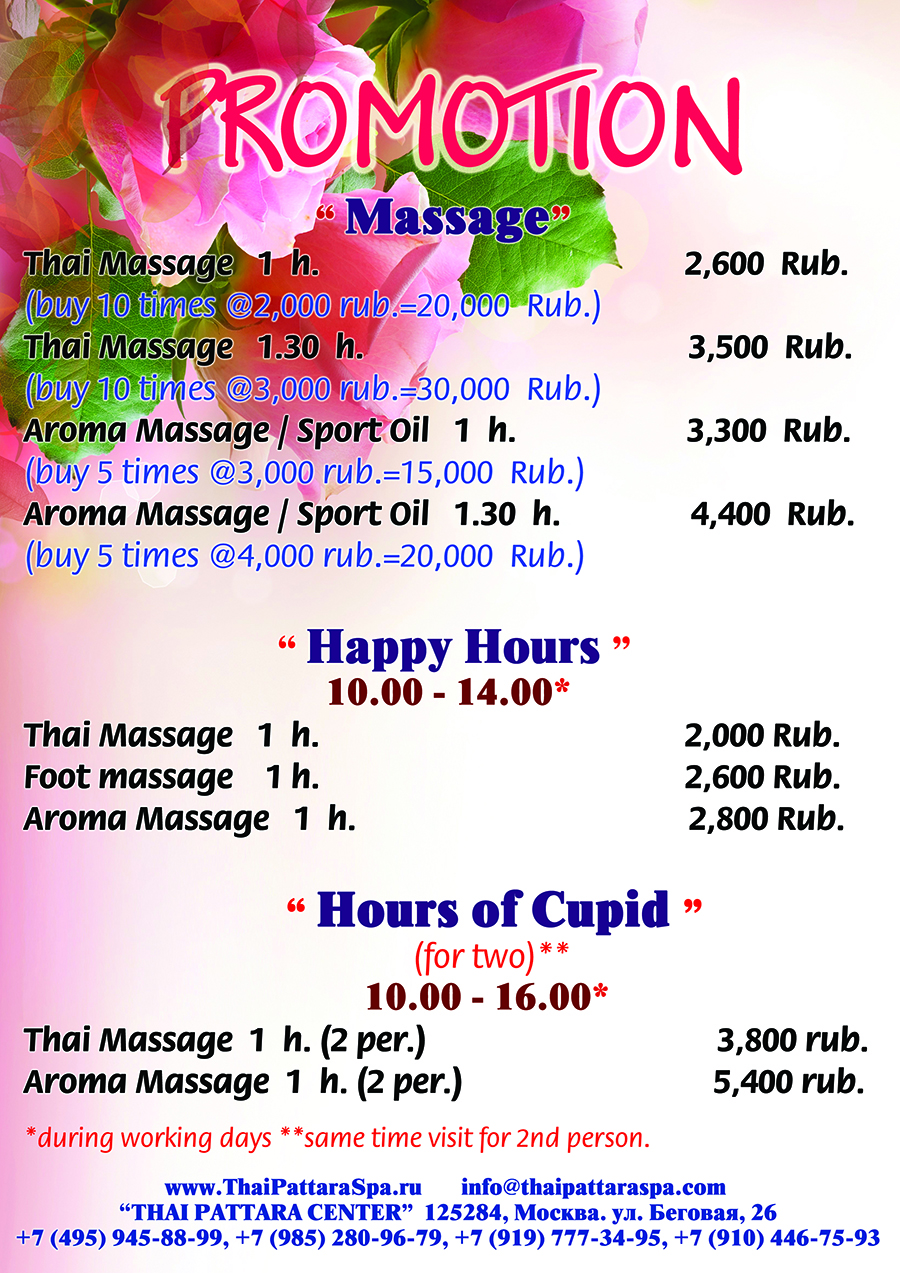 PROMOTION
“ Massage”
Thai Massage 1 h. 2,600 Rub.
(buy 10 times @2,000 rub.=20,000 Rub.)
Thai Massage 1.30 h. 3,500 Rub.
(buy 10 times @3,000 rub.=30,000 Rub.)
Aroma Massage / Sport Oil 1 h. 3,300 Rub.
(buy 5 times @3,000 rub.=15,000 Rub.)
Aroma Massage / Sport Oil 1.30 h. 4,400 Rub.
(buy 5 times @4,000 rub.=20,000 Rub.)
“ Happy Hours ”
10.00 - 14.00*
Thai Massage 1 h. 2,000 Rub.
Foot massage 1 h. 2,600 Rub.
Aroma Massage 1 h. 2,800 Rub.
“ Hours of Cupid ”
(for two)**
10.00 - 16.00*
Thai Massage 1 h. (2 per.) 3,800 rub.
Aroma Massage 1 h. (2 per.) 5,400 rub.
*during working days **same time visit for 2nd person.
www.ThaiPattaraSpa.ru info@thaipattaraspa.com
“THAI PATTARA CENTER” 125284, Москва. ул. Беговая, 26
+7 (495) 945-88-99, +7 (985) 280-96-79, +7 (919) 777-34-95, +7 (910) 446-75-93